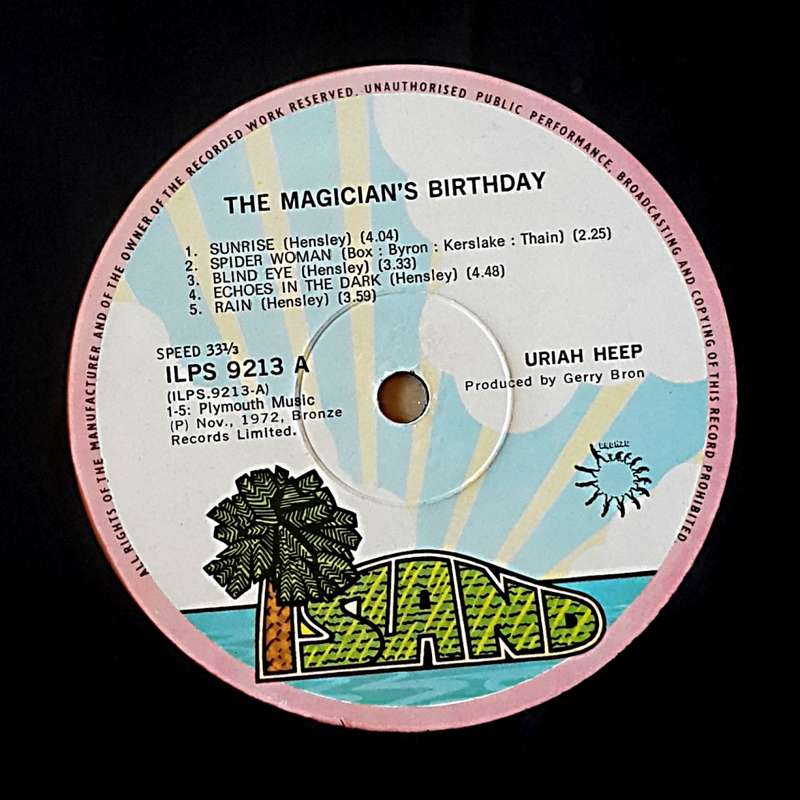 ALL RIGHTS OF THE MANUFACTURER AND OF THE OWNER OF THE RECORDED WORK RESERVED. UNAUTHORISED PUBLIC PERFORMANCE, BROADCASTING AND COPYING OF THIS RECORD PROHIBITED.
THE MAGICIAN'S BIRTHDAY
1. SUNRISE (Hensley) (4.04)
2. SPIDER WOMAN (Box : Byron : Kerslake : Thain) (2.25)
3. BLIND EYE (Hensley) (3.33)
4. ECHOES IN THE DARK (Hensley) (4.48)
5. RAIN (Hensley) (3.59)
SPEED 33⅓
ILPS 9213 A
(ILPS.9213-A)
1-5: Plymouth Music
(P) Nov., 1972, Bronze
Records Limited.
URIAH HEEP
Produced by Gerry Bron
BRONZE
Records
ISLAND